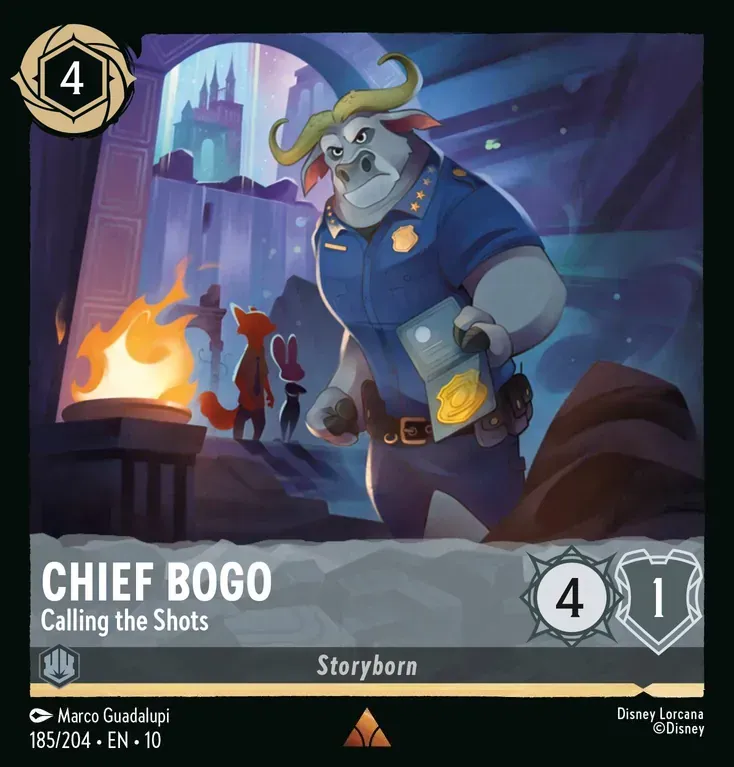 4
CHIEF BOGO
Calling the Shots
4
1
Storyborn
Marco Guadalupi
185/204 • EN • 10
Disney Lorcana
©Disney